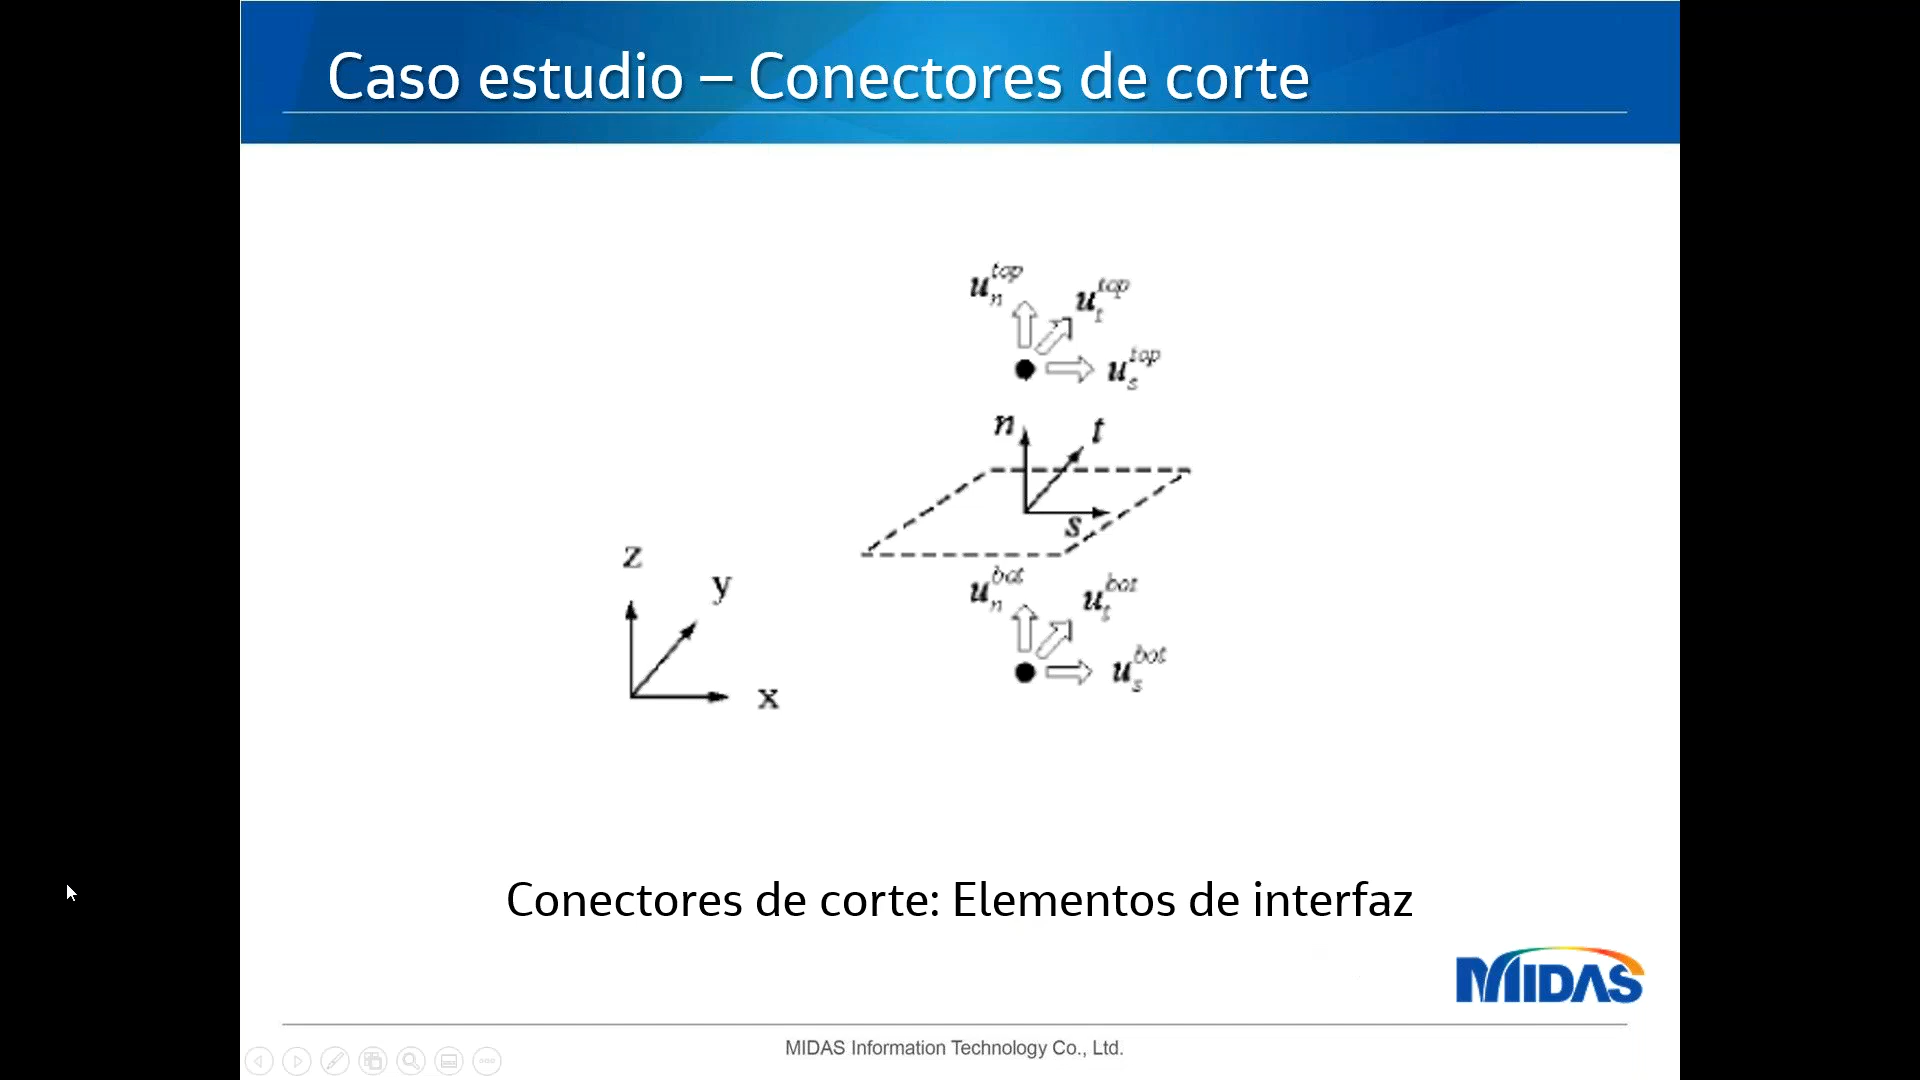 Caso estudio – Conectores de corte
u_n^top
u_t^top
u_s^top
n
t
s
z
y
x
u_n^bot
u_t^bot
u_s^bot
Conectores de corte: Elementos de interfaz
MIDAS
MIDAS Information Technology Co., Ltd.